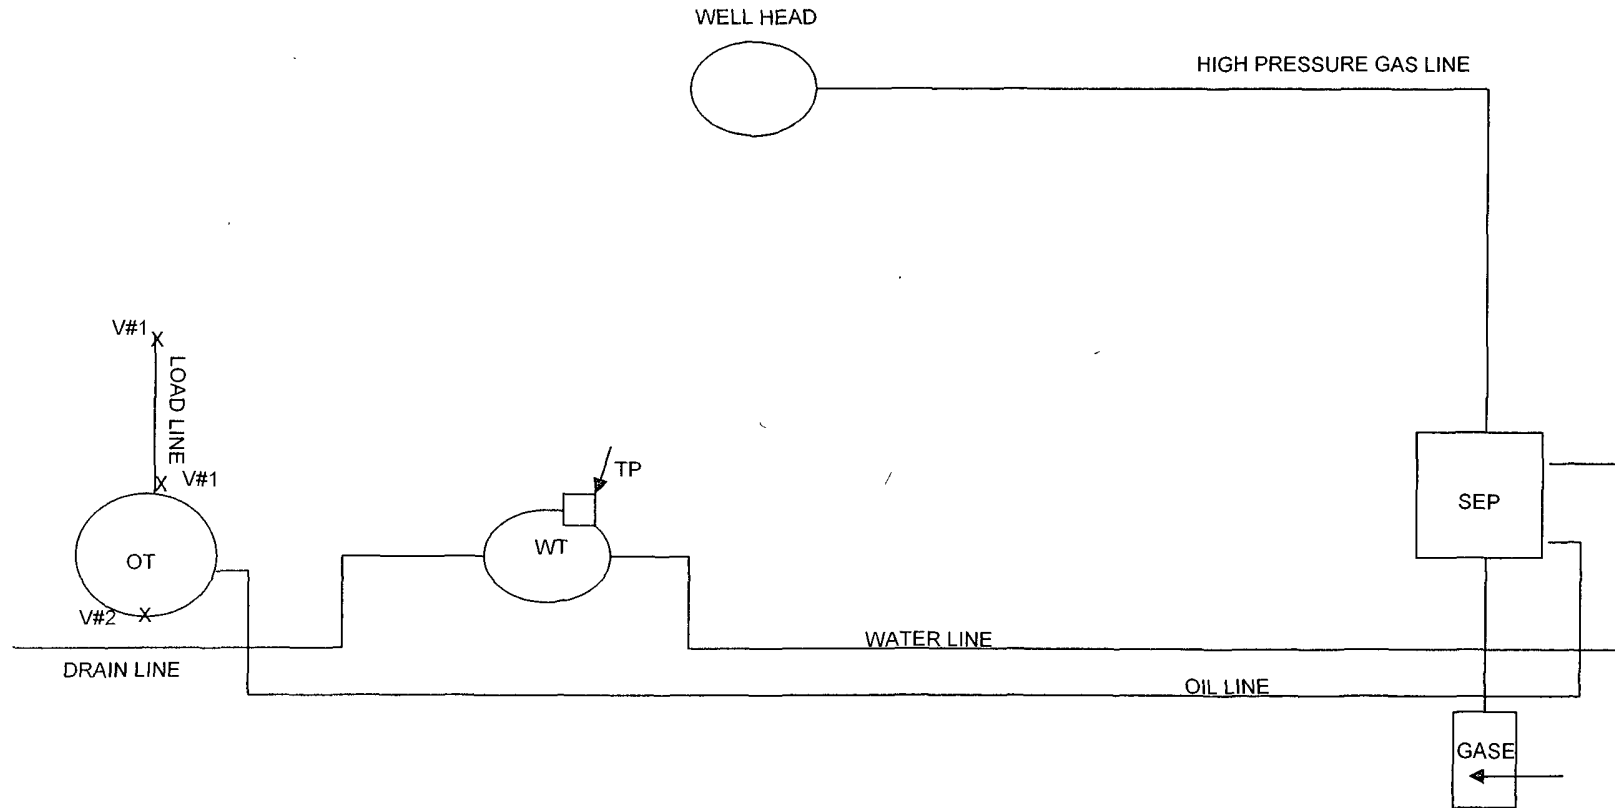 WELL HEAD
HIGH PRESSURE GAS LINE
V#1
LOAD LINE
V#1
TP
SEP
WT
OT
V#2
WATER LINE
DRAIN LINE
OIL LINE
GASE